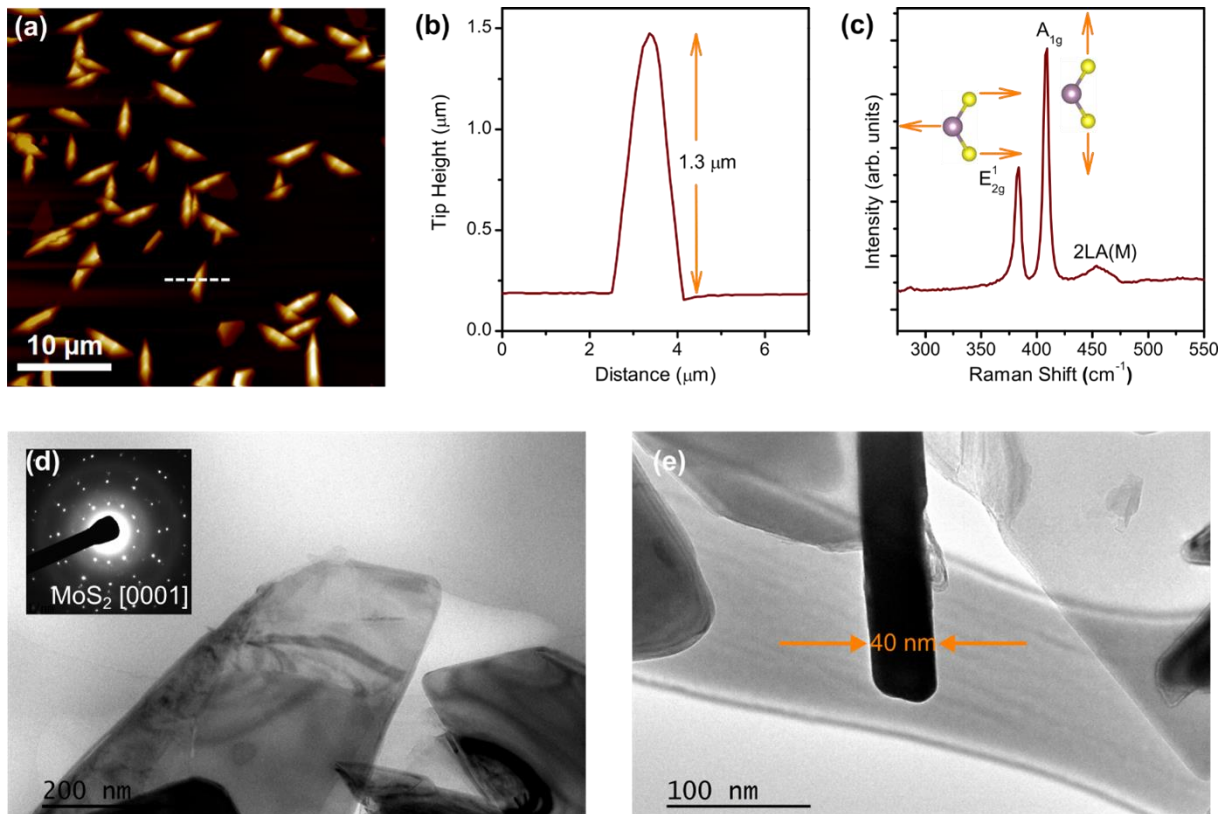 (a)
10 µm
(b)
Tip Height (μm)
1.5
1.0
0.5
0.0
1.3 μm
0
2
4
6
Distance (μm)
(c)
Intensity (arb. units)
A1g
E¹2g
2LA(M)
300
350
400
450
500
550
Raman Shift (cm⁻¹)
(d)
MoS₂ [0001]
200 nm
(e)
40 nm
100 nm